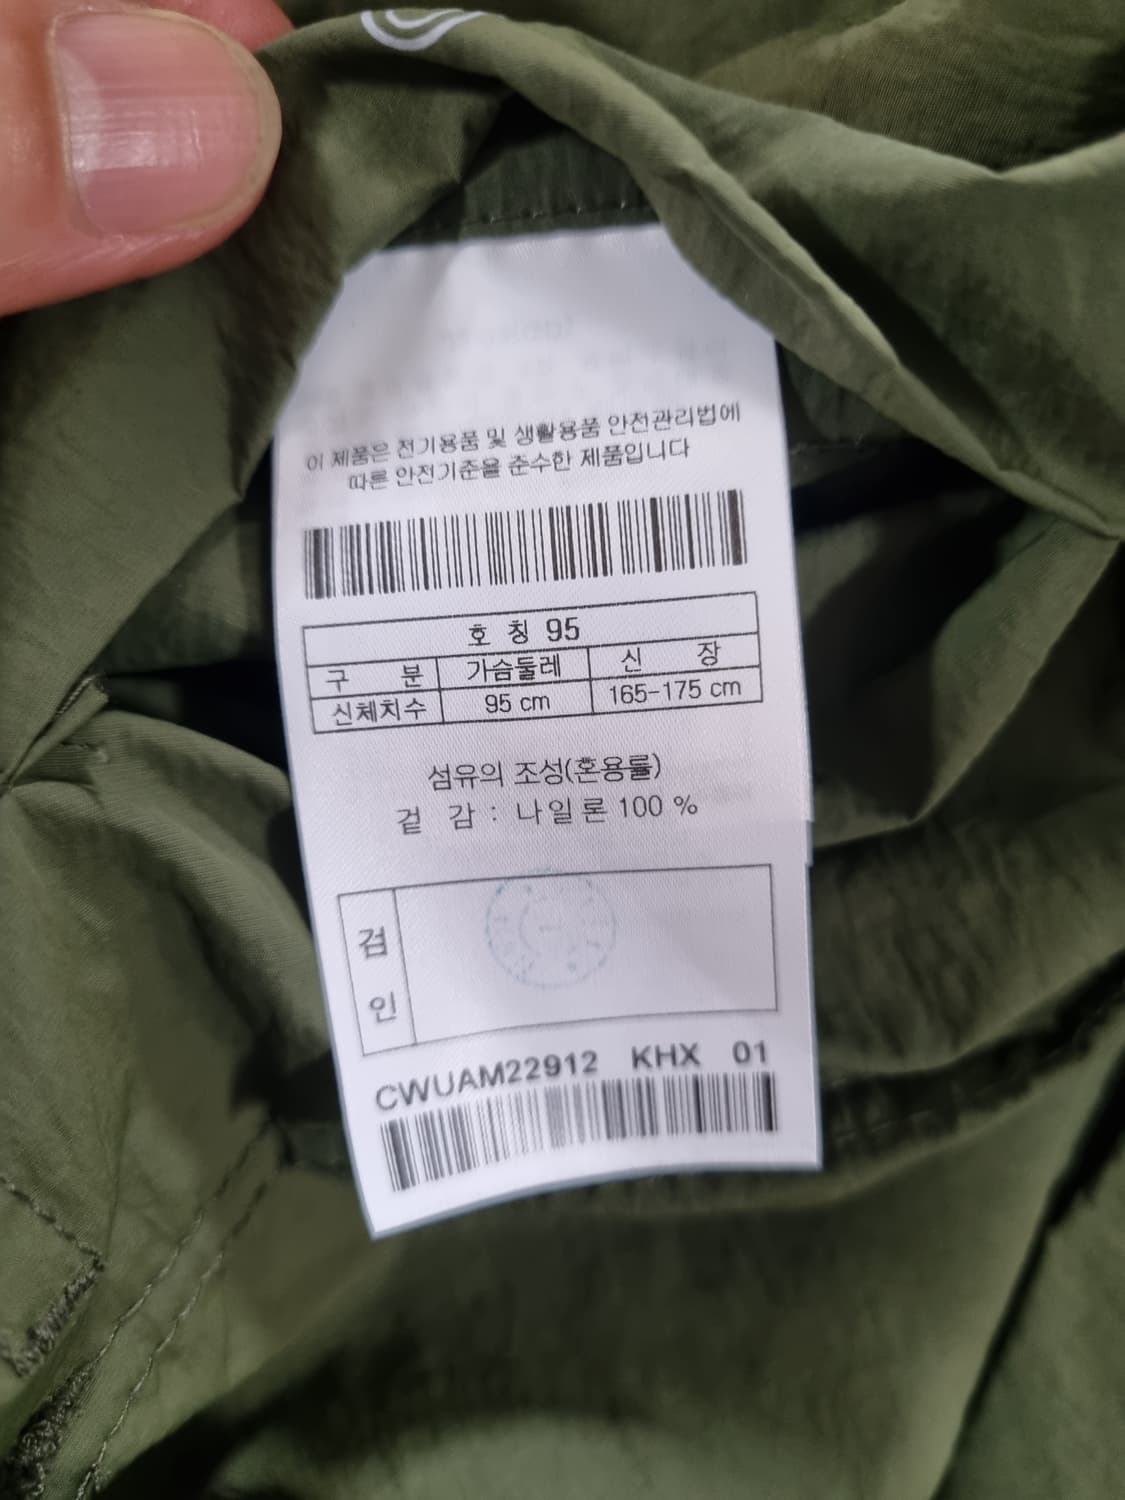 이 제품은 전기용품 및 생활용품 안전관리법에
따른 안전기준을 준수한 제품입니다
호 칭 95
구 분 가슴둘레 신 장
신체치수 95 cm 165-175 cm
섬유의 조성(혼용률)
겉 감 : 나일론 100 %
검
인
CWUAM22912 KHX 01